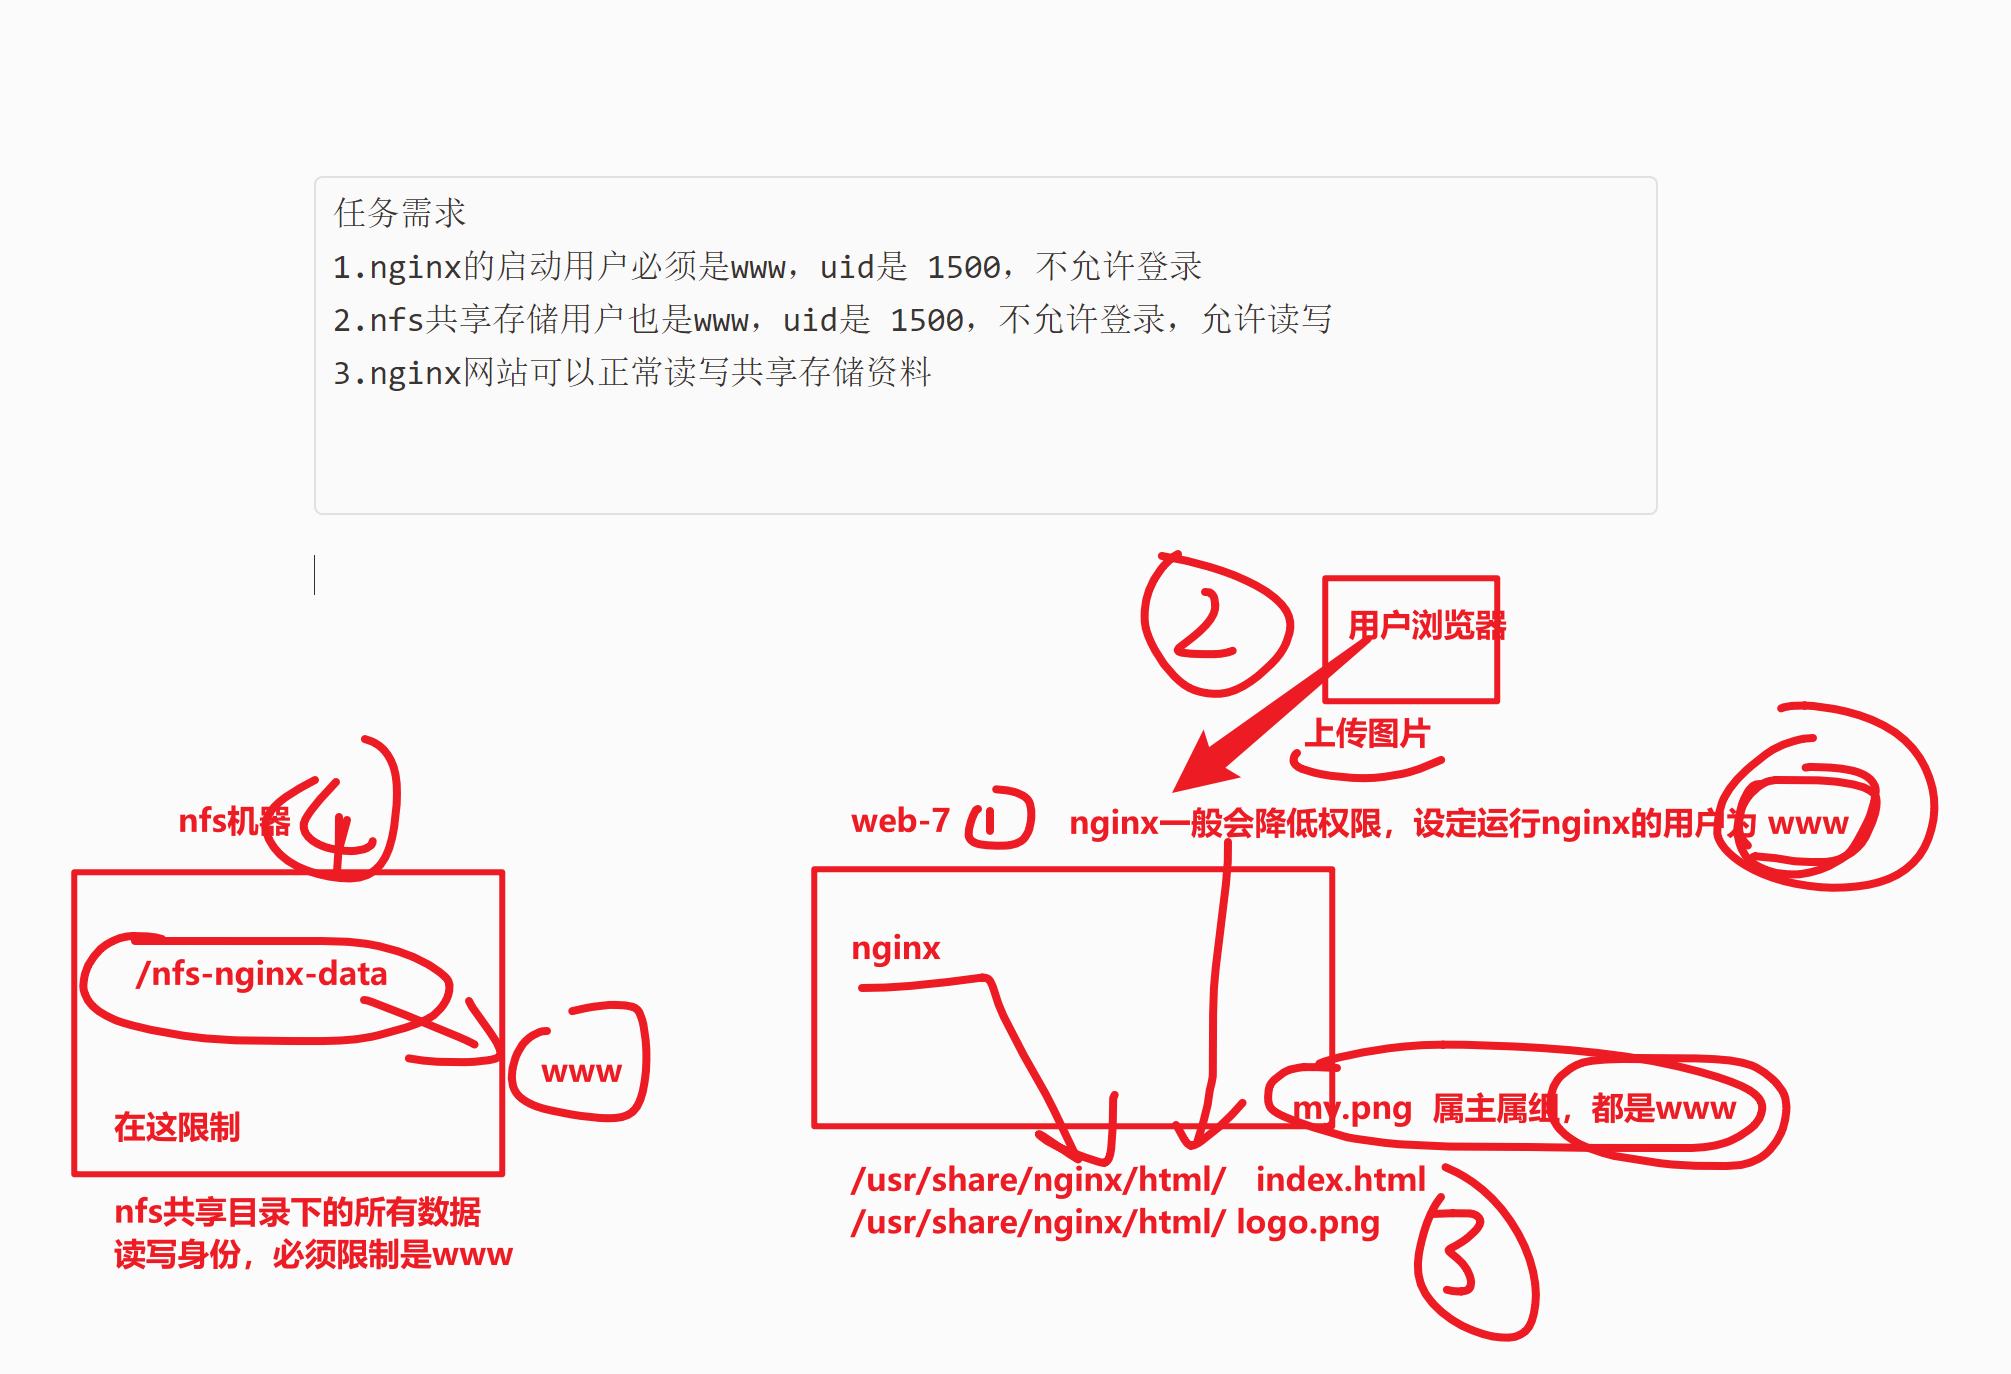 任务需求
1.nginx的启动用户必须是www，uid是 1500，不允许登录
2.nfs共享存储用户也是www，uid是 1500，不允许登录，允许读写
3.nginx网站可以正常读写共享存储资料
2
用户浏览器
上传图片
nfs机器
4
web-7
1
nginx一般会降低权限，设定运行nginx的用户为 www
nginx
/nfs-nginx-data
www
在这限制
my.png 属主属组，都是www
/usr/share/nginx/html/ index.html
/usr/share/nginx/html/ logo.png
3
nfs共享目录下的所有数据
读写身份，必须限制是www